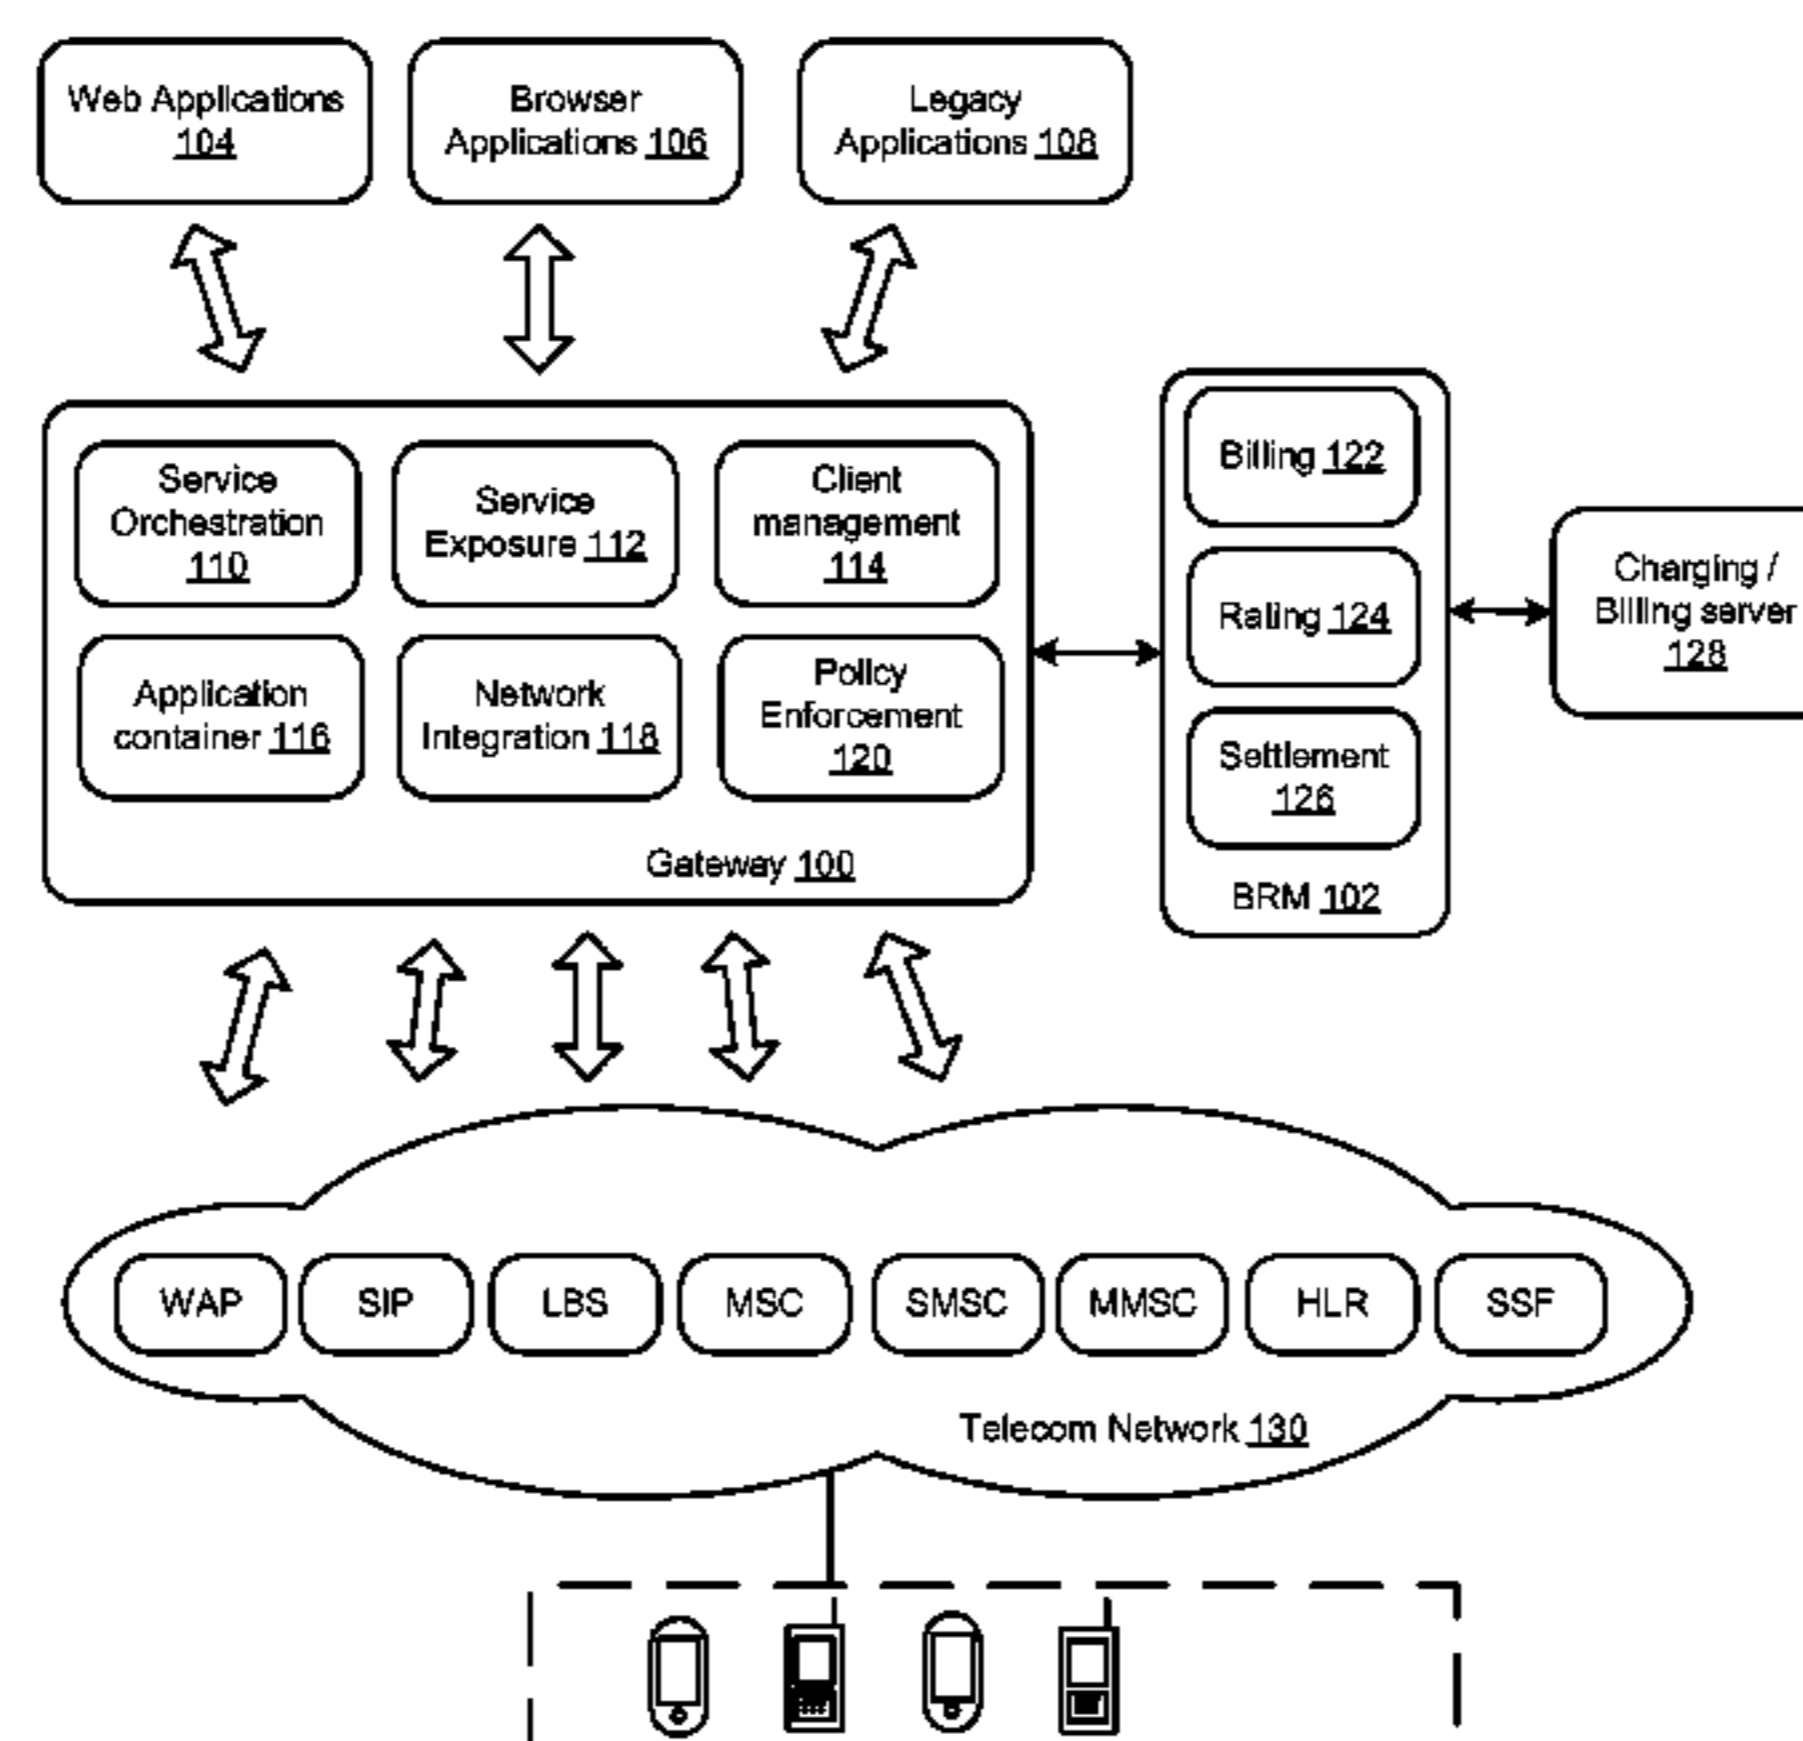 Web Applications
104
Browser
Applications 106
Legacy
Applications 108
Service
Orchestration
110
Service
Exposure 112
Client
management
114
Application
container 116
Network
Integration 118
Policy
Enforcement
120
Gateway 100
Billing 122
Rating 124
Settlement
126
BRM 102
Charging /
Billing server
128
WAP
SIP
LBS
MSC
SMSC
MMSC
HLR
SSF
Telecom Network 130